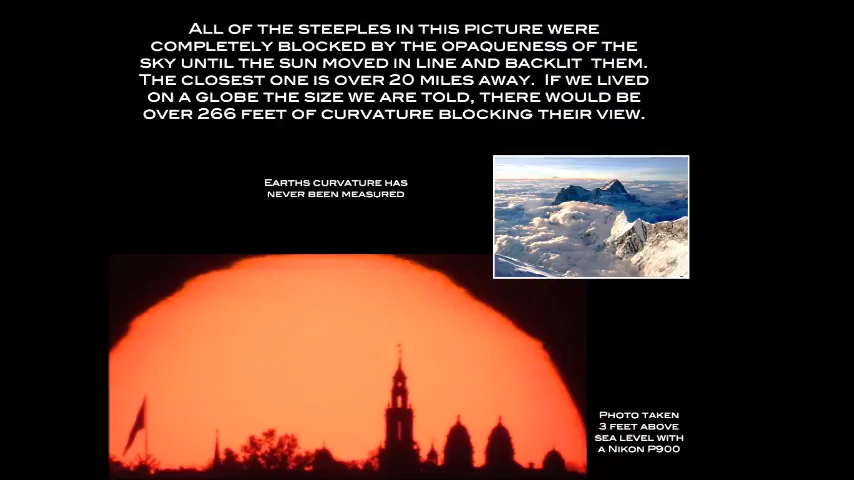 ALL OF THE STEEPLES IN THIS PICTURE WERE
COMPLETELY BLOCKED BY THE OPAQUENESS OF THE
SKY UNTIL THE SUN MOVED IN LINE AND BACKLIT THEM.
THE CLOSEST ONE IS OVER 20 MILES AWAY. IF WE LIVED
ON A GLOBE THE SIZE WE ARE TOLD, THERE WOULD BE
OVER 266 FEET OF CURVATURE BLOCKING THEIR VIEW.
EARTHS CURVATURE HAS
NEVER BEEN MEASURED
PHOTO TAKEN
3 FEET ABOVE
SEA LEVEL WITH
A NIKON P900